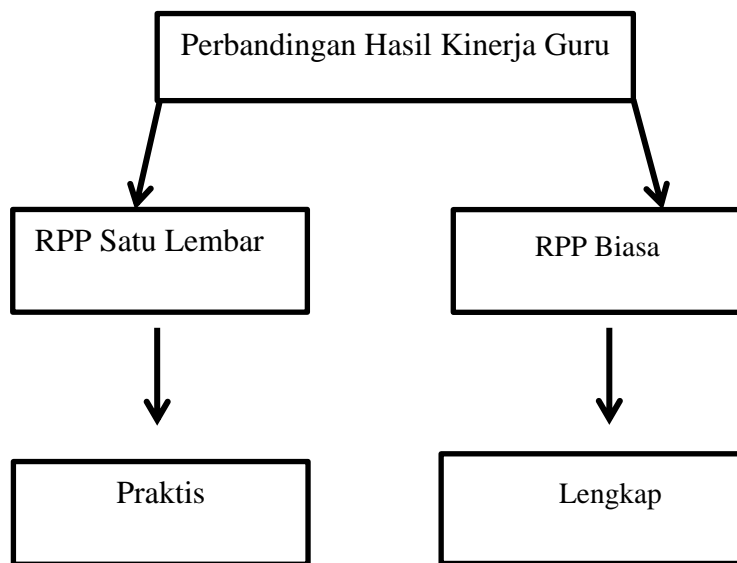 Perbandingan Hasil Kinerja Guru
RPP Satu Lembar
RPP Biasa
Praktis
Lengkap